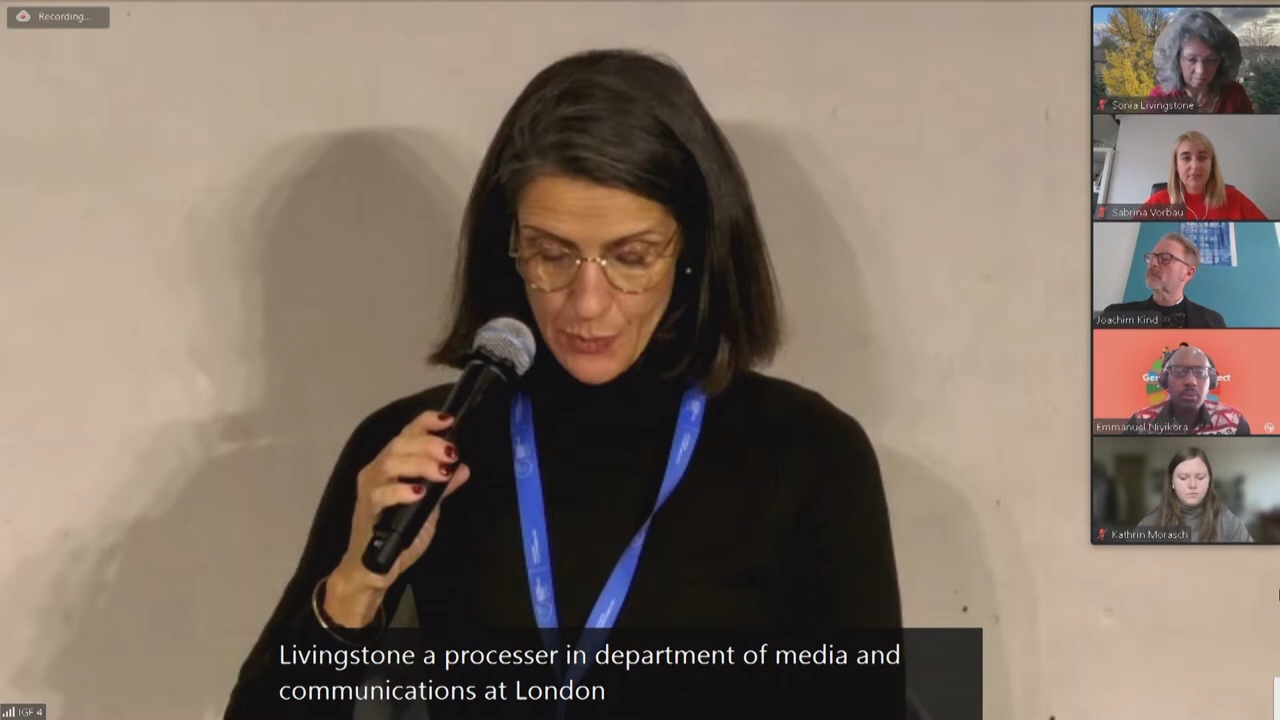 Recording...
Sonia Livingstone
Sabrina Vorbau
Joachim Kind
Emmanuel Niyikora
Kathrin Morasch
Livingstone a processer in department of media and
communications at London
IGF 4